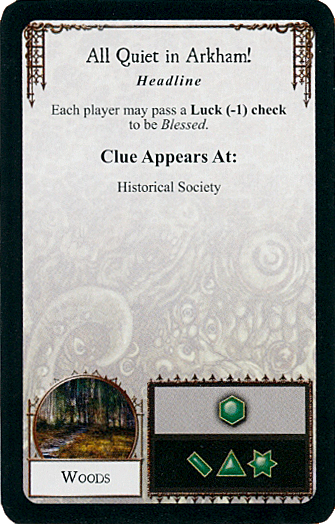 All Quiet in Arkham!
Headline
Each player may pass a Luck (-1) check
to be Blessed.
Clue Appears At:
Historical Society
Woods